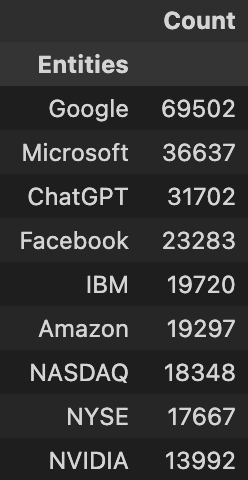 Count
Entities
Google 69502
Microsoft 36637
ChatGPT 31702
Facebook 23283
IBM 19720
Amazon 19297
NASDAQ 18348
NYSE 17667
NVIDIA 13992